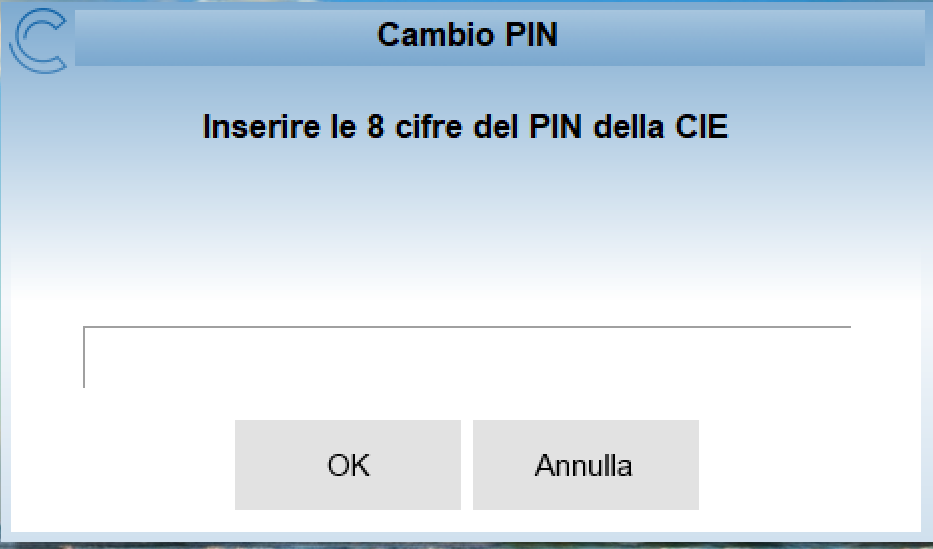 Cambio PIN
Inserire le 8 cifre del PIN della CIE
OK
Annulla